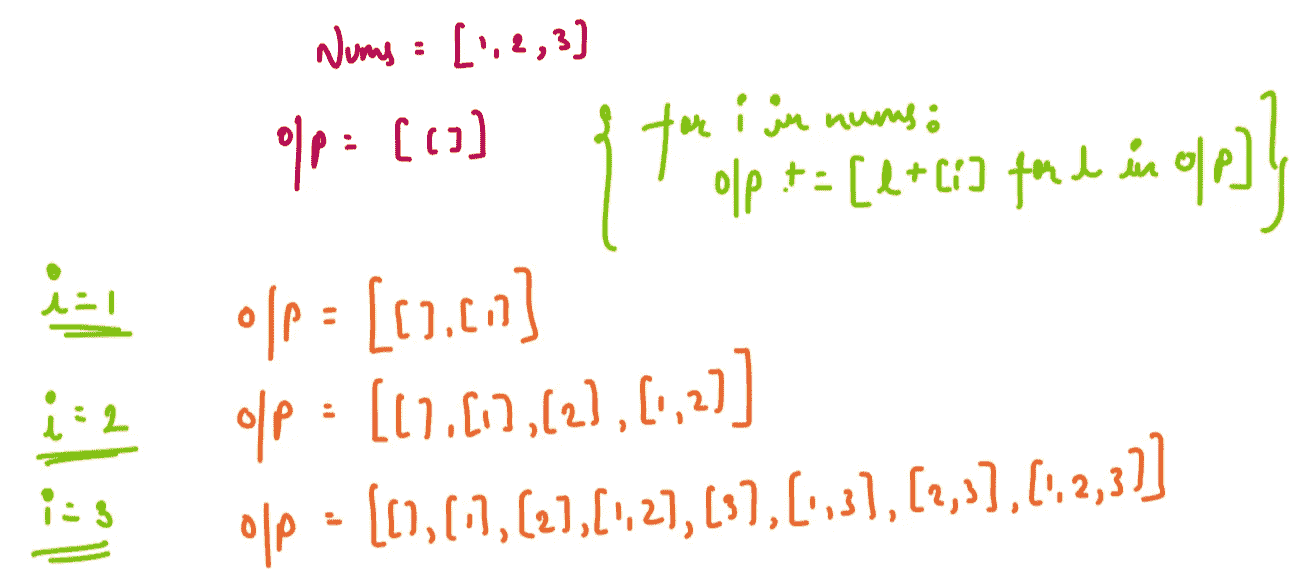 Nums = [1,2,3]
o/p = [[]]
{ for i in nums:
o/p += [l+[i] for l in o/p] }
i=1 o/p = [[],[1]]
i=2 o/p = [[],[1],[2],[1,2]]
i=3 o/p = [[],[1],[2],[1,2],[3],[1,3],[2,3],[1,2,3]]